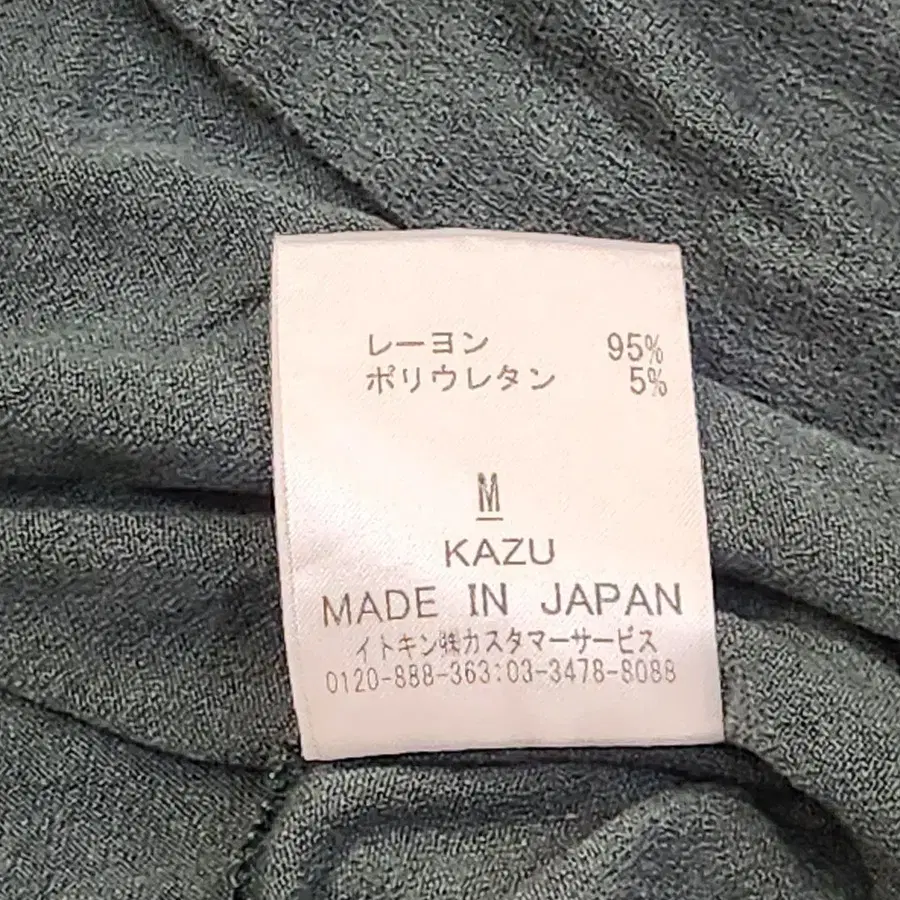 レーヨン 95%
ポリウレタン 5%
M
KAZU
MADE IN JAPAN
イトキン㈱カスタマーサービス
0120-888-363:03-3478-8088